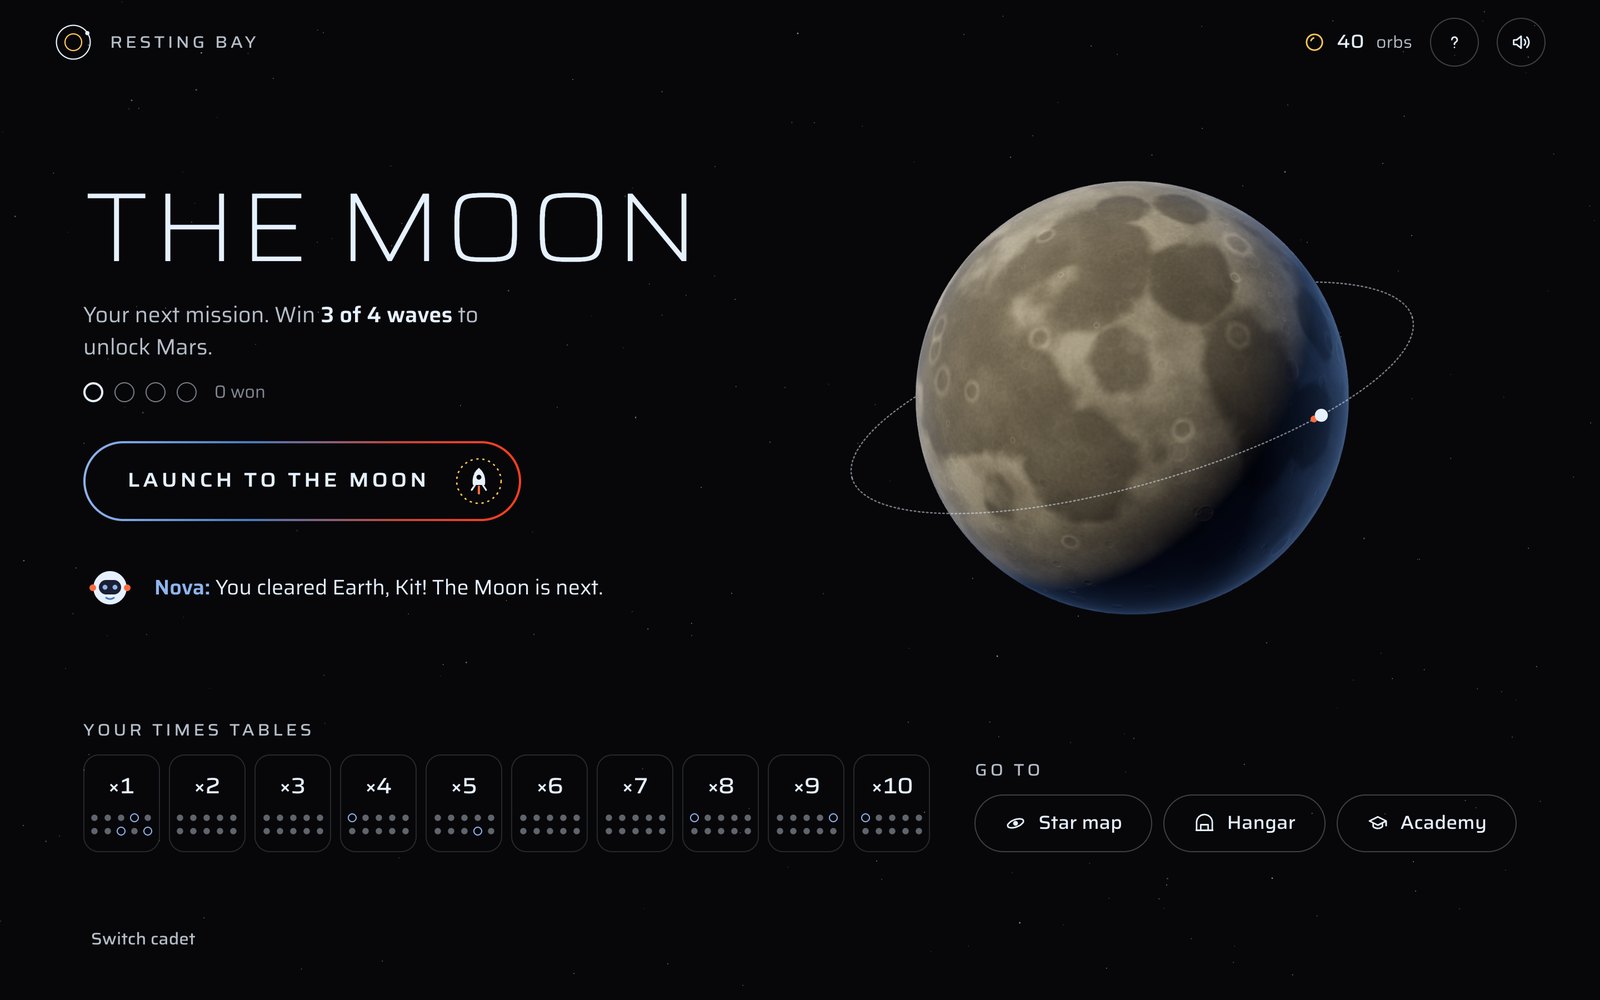 RESTING BAY
40 orbs
?
THE MOON
Your next mission. Win 3 of 4 waves to
unlock Mars.
0 won
LAUNCH TO THE MOON
Nova: You cleared Earth, Kit! The Moon is next.
YOUR TIMES TABLES
×1 ×2 ×3 ×4 ×5 ×6 ×7 ×8 ×9 ×10
GO TO
Star map
Hangar
Academy
Switch cadet